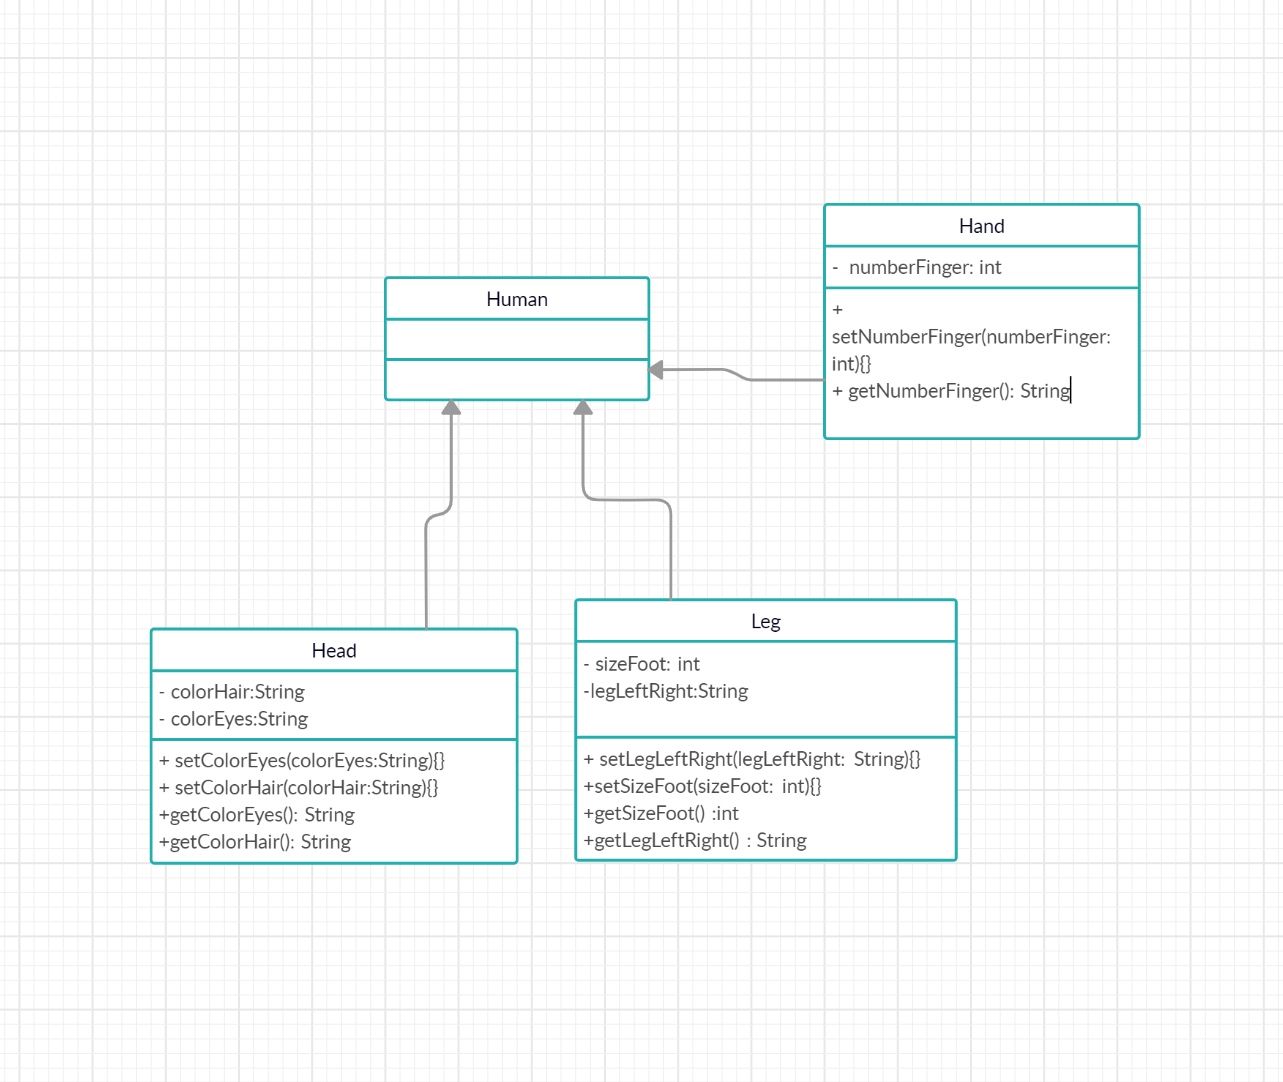 Human
Hand
-  numberFinger: int
+
setNumberFinger(numberFinger:
int){}
+ getNumberFinger(): String
Head
- colorHair:String
- colorEyes:String
+ setColorEyes(colorEyes:String){}
+ setColorHair(colorHair:String){}
+getColorEyes(): String
+getColorHair(): String
Leg
- sizeFoot: int
-legLeftRight:String
+ setLegLeftRight(legLeftRight: String){}
+setSizeFoot(sizeFoot: int){}
+getSizeFoot() :int
+getLegLeftRight() : String